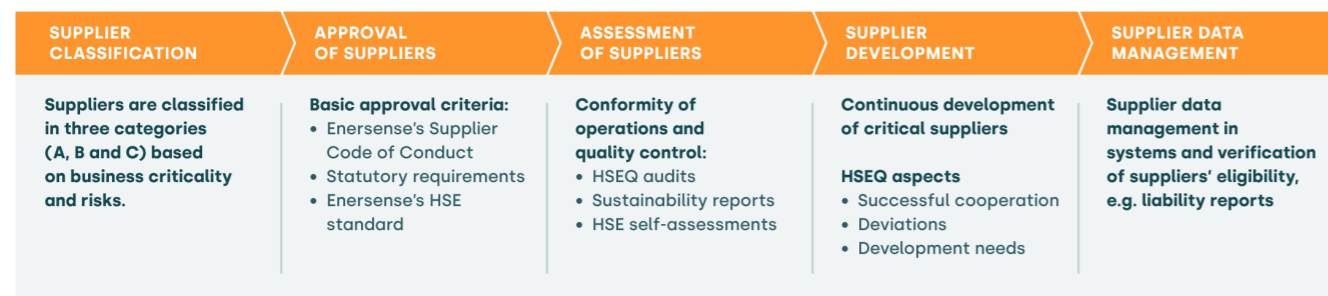 SUPPLIER
CLASSIFICATION
Suppliers are classified
in three categories
(A, B and C) based
on business criticality
and risks.
APPROVAL
OF SUPPLIERS
Basic approval criteria:
• Enersense's Supplier
Code of Conduct
• Statutory requirements
• Enersense's HSE
standard
ASSESSMENT
OF SUPPLIERS
Conformity of
operations and
quality control:
• HSEQ audits
• Sustainability reports
• HSE self-assessments
SUPPLIER
DEVELOPMENT
Continuous development
of critical suppliers
HSEQ aspects
• Successful cooperation
• Deviations
• Development needs
SUPPLIER DATA
MANAGEMENT
Supplier data
management in
systems and verification
of suppliers' eligibility,
e.g. liability reports